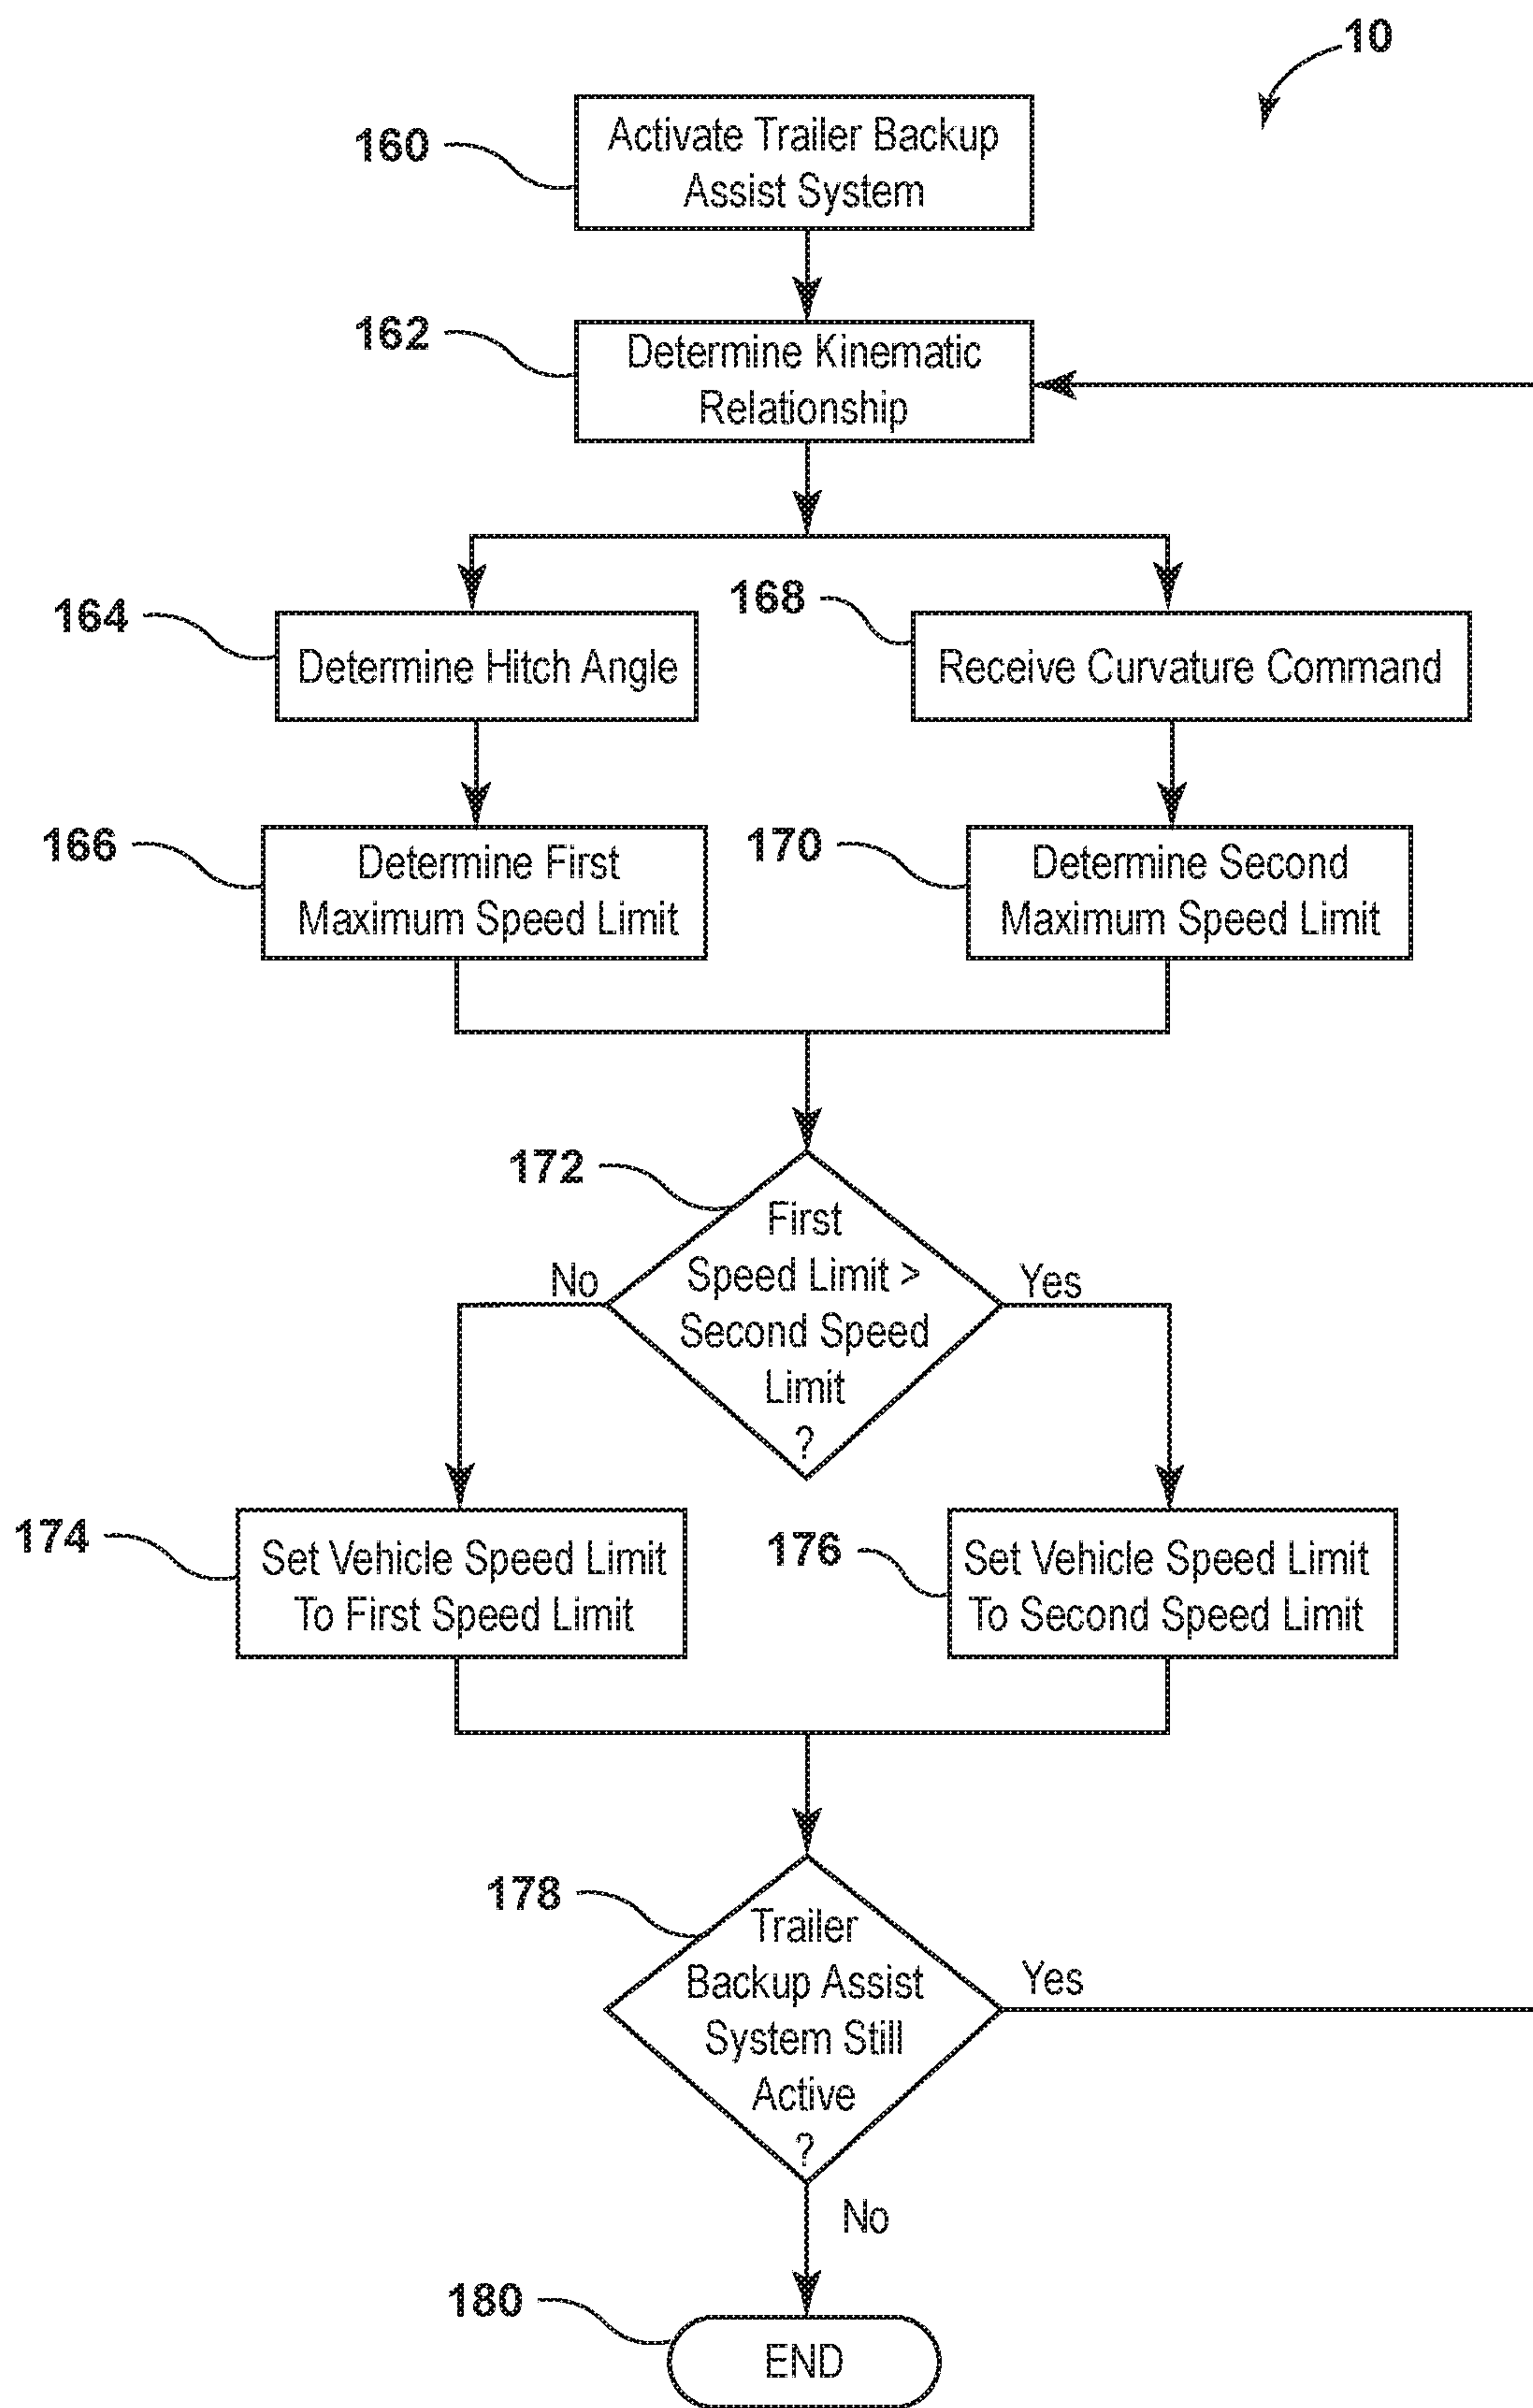 10
160
Activate Trailer Backup
Assist System
162
Determine Kinematic
Relationship
164
Determine Hitch Angle
168
Receive Curvature Command
166
Determine First
Maximum Speed Limit
170
Determine Second
Maximum Speed Limit
172
First
Speed Limit >
Second Speed
Limit
?
No
Yes
174
Set Vehicle Speed Limit
To First Speed Limit
176
Set Vehicle Speed Limit
To Second Speed Limit
178
Trailer
Backup Assist
System Still
Active
?
Yes
No
180
END